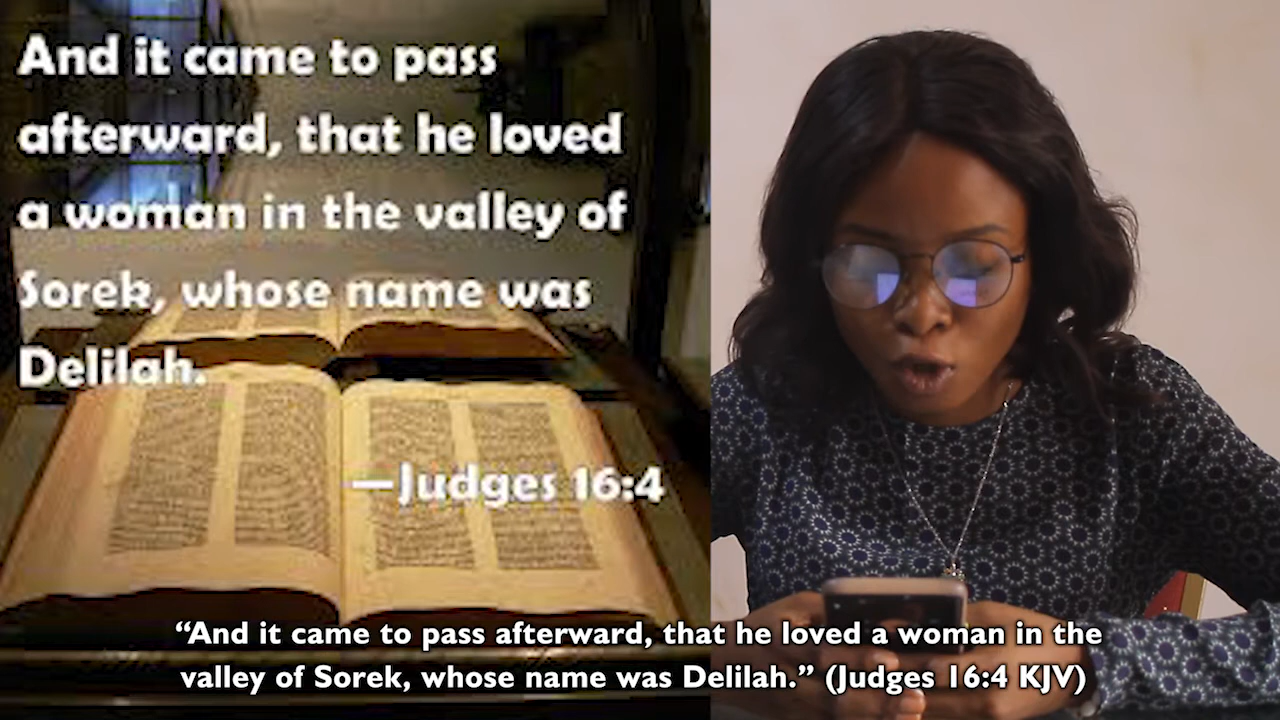 And it came to pass
afterward, that he loved
a woman in the valley of
Sorek, whose name was
Delilah.
—Judges 16:4
“And it came to pass afterward, that he loved a woman in the
valley of Sorek, whose name was Delilah.” (Judges 16:4 KJV)